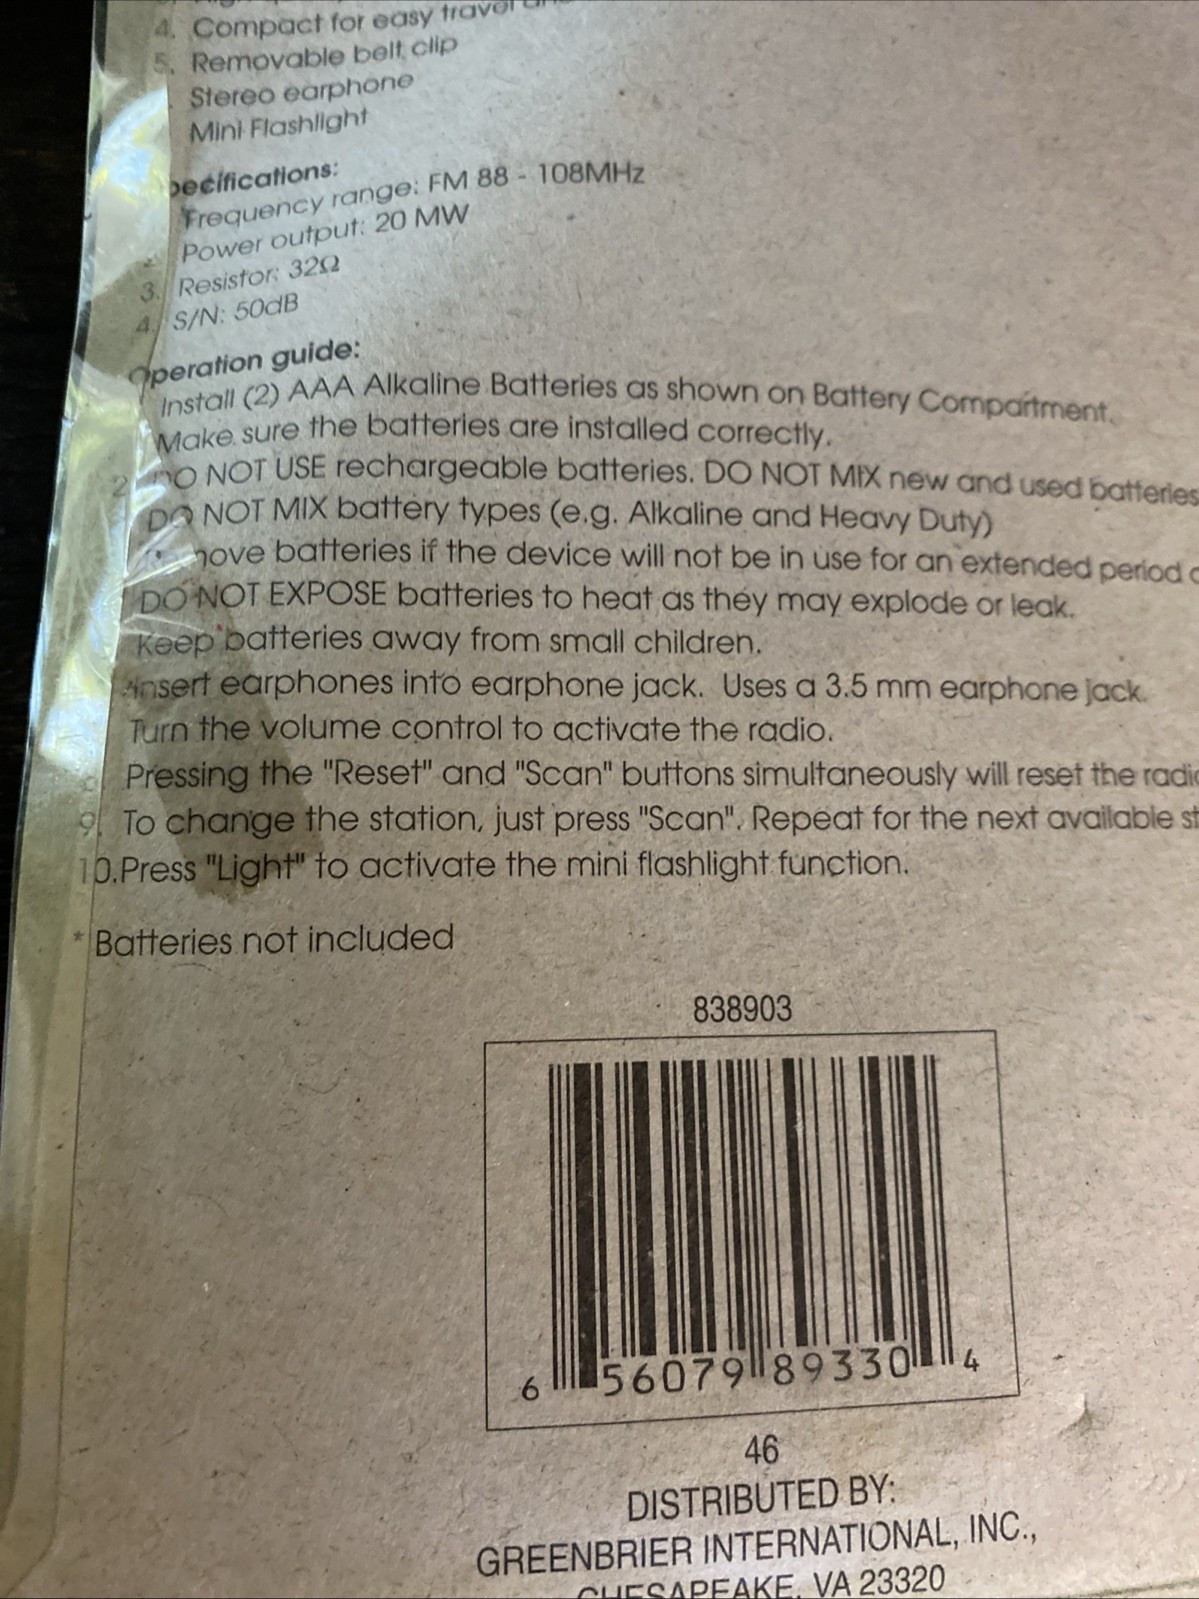 4. Compact for easy travel
5. Removable belt clip
Stereo earphone
Mini Flashlight
pecifications:
Frequency range: FM 88 - 108MHz
Power output: 20 MW
3. Resistor: 32Ω
4. S/N: 50dB
Operation guide:
Install (2) AAA Alkaline Batteries as shown on Battery Compartment.
Make sure the batteries are installed correctly.
2. DO NOT USE rechargeable batteries. DO NOT MIX new and used batteries
DO NOT MIX battery types (e.g. Alkaline and Heavy Duty)
move batteries if the device will not be in use for an extended period
DO NOT EXPOSE batteries to heat as they may explode or leak.
Keep batteries away from small children.
Insert earphones into earphone jack. Uses a 3.5 mm earphone jack.
Turn the volume control to activate the radio.
Pressing the "Reset" and "Scan" buttons simultaneously will reset the radi
9. To change the station, just press "Scan". Repeat for the next available st
10.Press "Light" to activate the mini flashlight function.
* Batteries not included
838903
6 56079 89330 4
46
DISTRIBUTED BY:
GREENBRIER INTERNATIONAL, INC.,
CHESAPEAKE, VA 23320